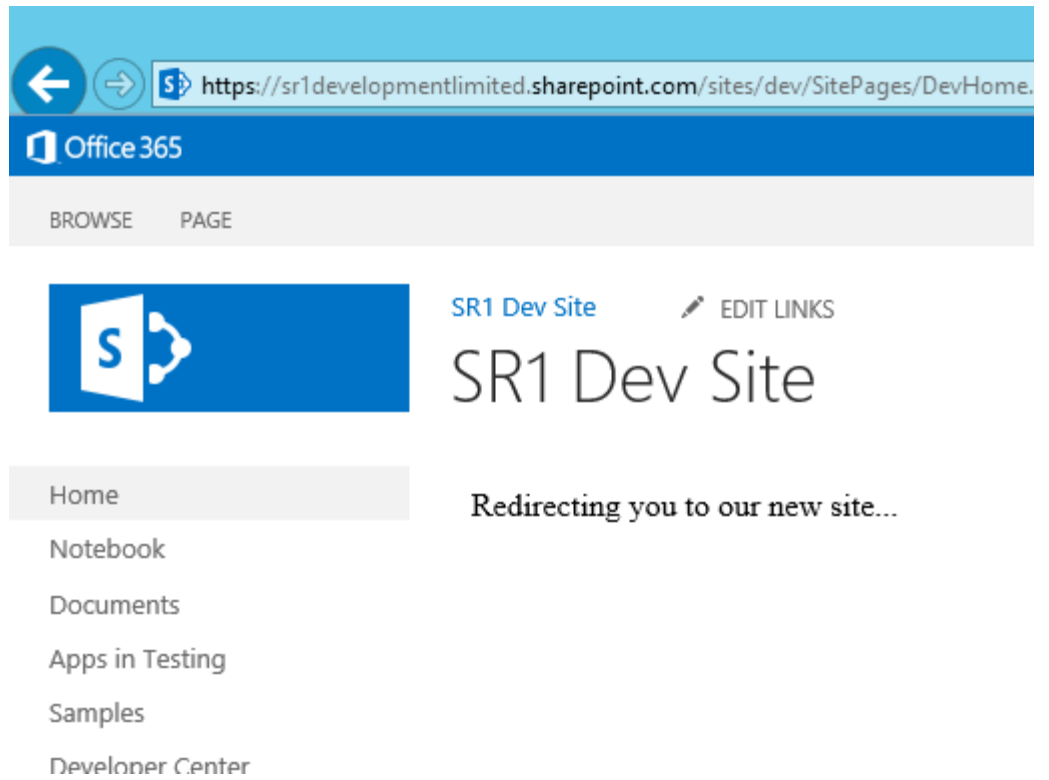 https://sr1developmentlimited.sharepoint.com/sites/dev/SitePages/DevHome.
Office 365
BROWSE PAGE
SR1 Dev Site EDIT LINKS
SR1 Dev Site
Home
Redirecting you to our new site...
Notebook
Documents
Apps in Testing
Samples
Developer Center